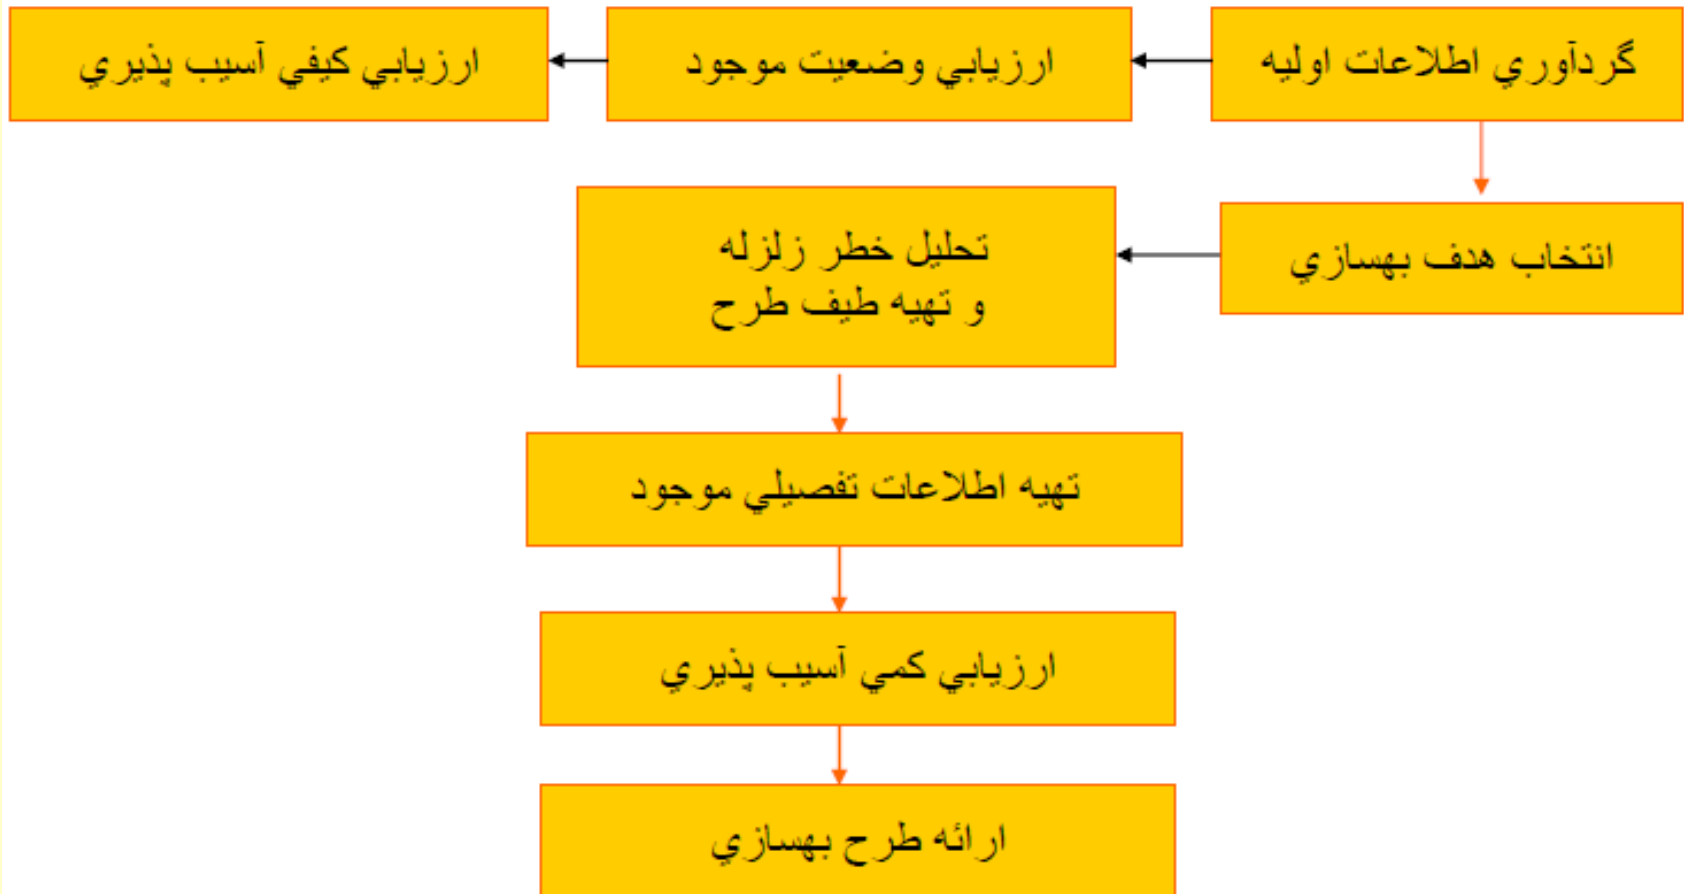 گردآوري اطلاعات اوليه
ارزيابي وضعيت موجود
ارزيابي كيفي آسيب پذيري
انتخاب هدف بهسازي
تحليل خطر زلزله
و تهيه طيف طرح
تهيه اطلاعات تفصيلي موجود
ارزيابي كمي آسيب پذيري
ارائه طرح بهسازي